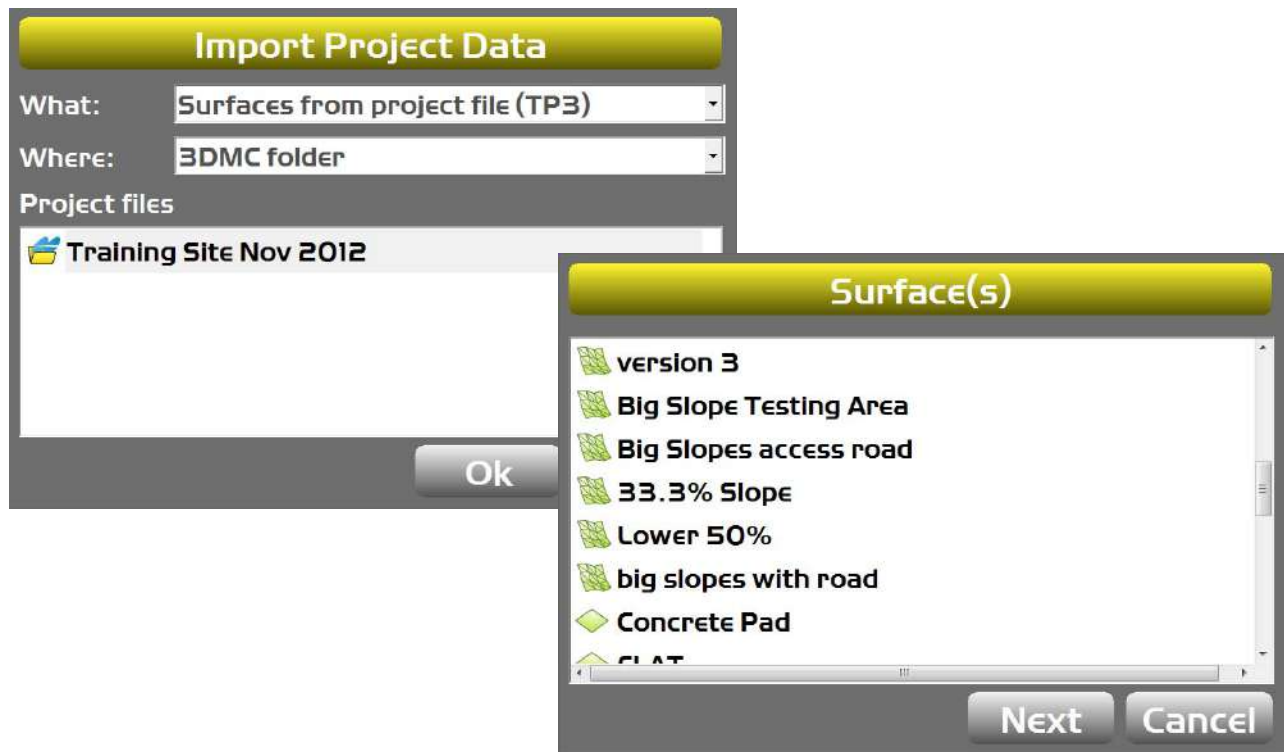 Import Project Data
What: Surfaces from project file (TP3)
Where: 3DMC folder
Project files
Training Site Nov 2012
Ok
Surface(s)
version 3
Big Slope Testing Area
Big Slopes access road
33.3% Slope
Lower 50%
big slopes with road
Concrete Pad
FLAT
Next Cancel